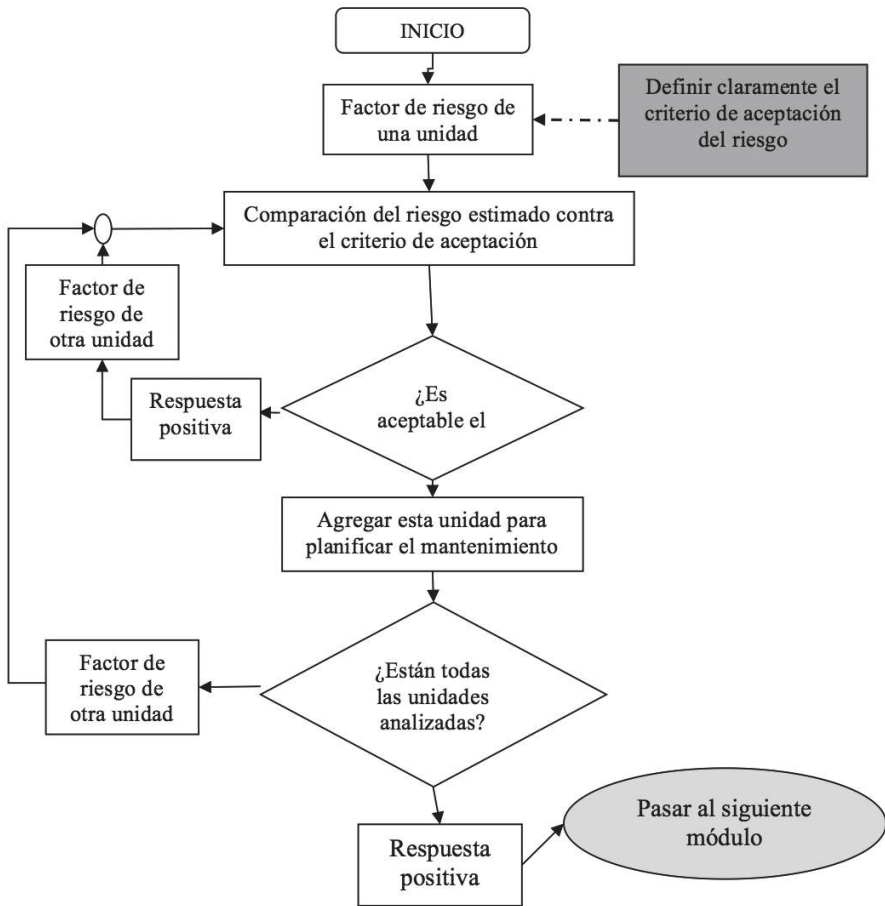 INICIO
Factor de riesgo de
una unidad
Definir claramente el
criterio de aceptación
del riesgo
Comparación del riesgo estimado contra
el criterio de aceptación
Factor de
riesgo de
otra unidad
Respuesta
positiva
¿Es
aceptable el
Agregar esta unidad para
planificar el mantenimiento
Factor de
riesgo de
otra unidad
¿Están todas
las unidades
analizadas?
Respuesta
positiva
Pasar al siguiente
módulo